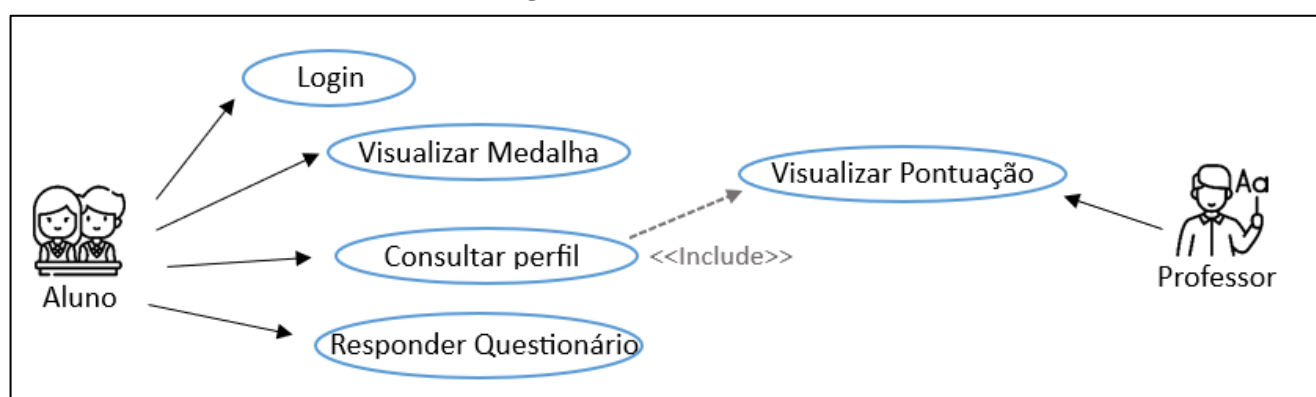 Login
Visualizar Medalha
Visualizar Pontuação
Aa
Consultar perfil
<<Include>>
Professor
Aluno
Responder Questionário